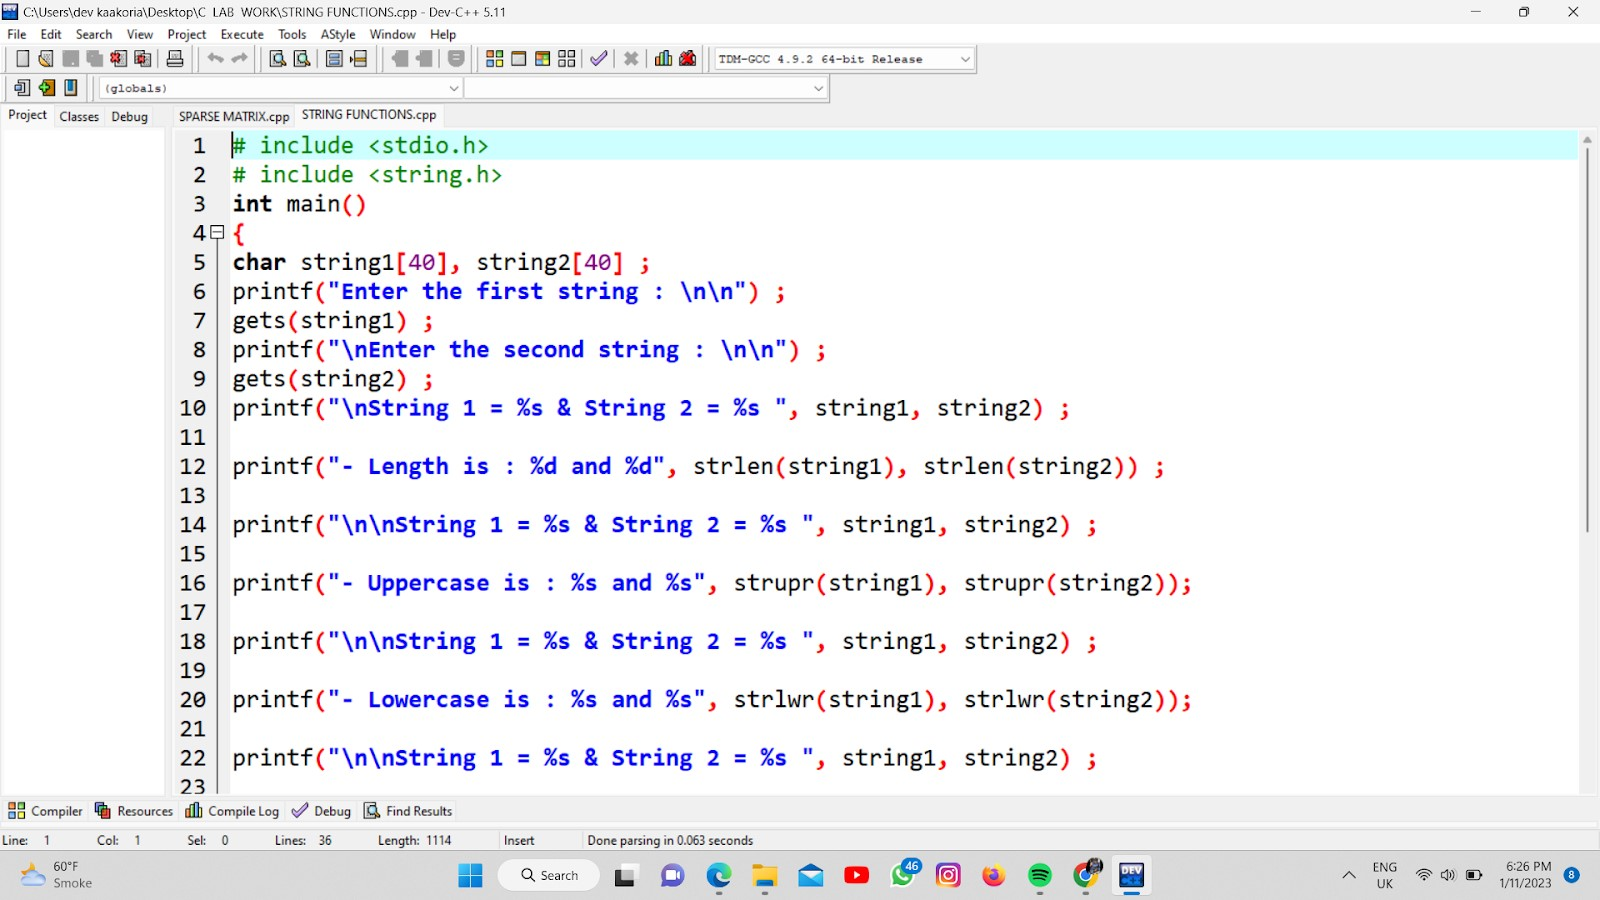 C:\Users\dev kaakoria\Desktop\C LAB WORK\STRING FUNCTIONS.cpp - Dev-C++ 5.11
File Edit Search View Project Execute Tools AStyle Window Help
TDM-GCC 4.9.2 64-bit Release
(globals)
Project Classes Debug SPARSE MATRIX.cpp STRING FUNCTIONS.cpp
1 # include <stdio.h>
2 # include <string.h>
3 int main()
4 {
5 char string1[40], string2[40] ;
6 printf("Enter the first string : \n\n") ;
7 gets(string1) ;
8 printf("\nEnter the second string : \n\n") ;
9 gets(string2) ;
10 printf("\nString 1 = %s & String 2 = %s ", string1, string2) ;
11
12 printf("- Length is : %d and %d", strlen(string1), strlen(string2)) ;
13
14 printf("\n\nString 1 = %s & String 2 = %s ", string1, string2) ;
15
16 printf("- Uppercase is : %s and %s", strupr(string1), strupr(string2));
17
18 printf("\n\nString 1 = %s & String 2 = %s ", string1, string2) ;
19
20 printf("- Lowercase is : %s and %s", strlwr(string1), strlwr(string2));
21
22 printf("\n\nString 1 = %s & String 2 = %s ", string1, string2) ;
23
Compiler Resources Compile Log Debug Find Results
Line: 1 Col: 1 Sel: 0 Lines: 36 Length: 1114 Insert Done parsing in 0.063 seconds
60°F
Smoke
Search
46
DEV
ENG
UK
6:26 PM
1/11/2023
8